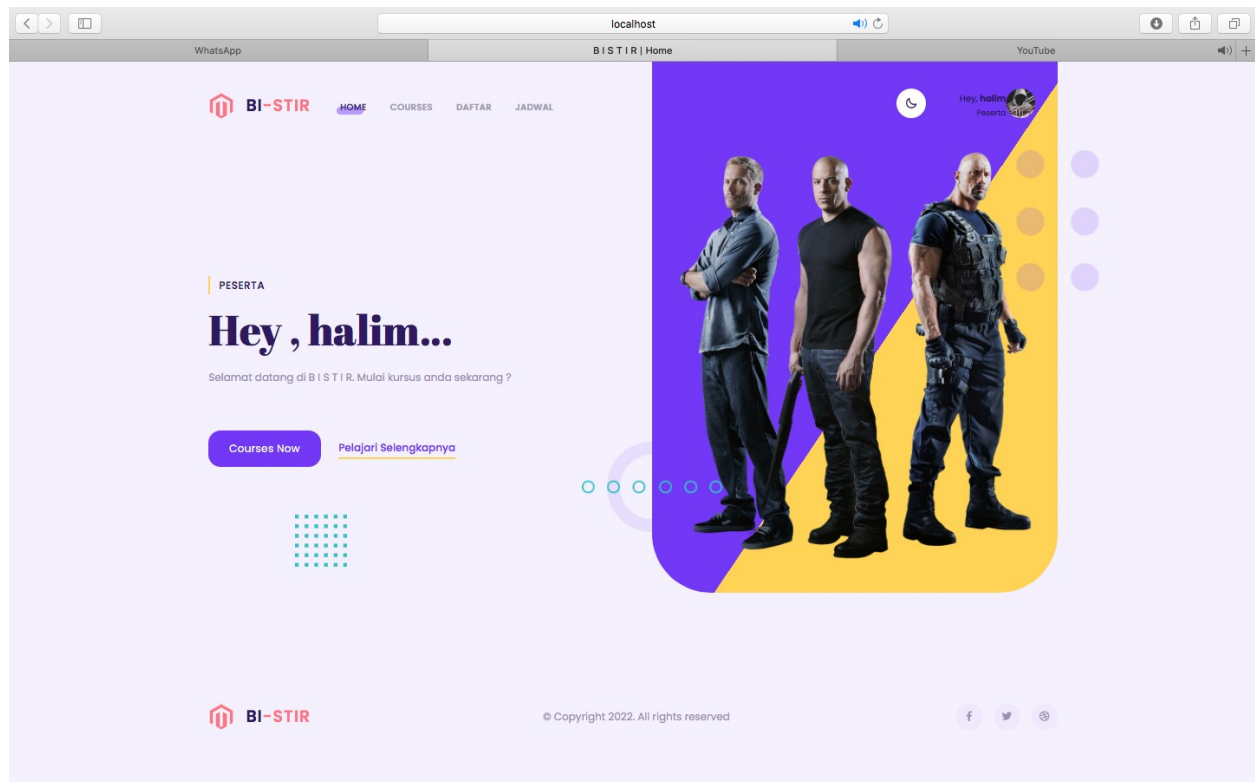 localhost
WhatsApp
B I S T I R | Home
YouTube
BI-STIR
HOME
COURSES
DAFTAR
JADWAL
Hey, halim
Peserta
PESERTA
Hey , halim...
Selamat datang di B I S T I R. Mulai kursus anda sekarang ?
Courses Now
Pelajari Selengkapnya
BI-STIR
© Copyright 2022. All rights reserved